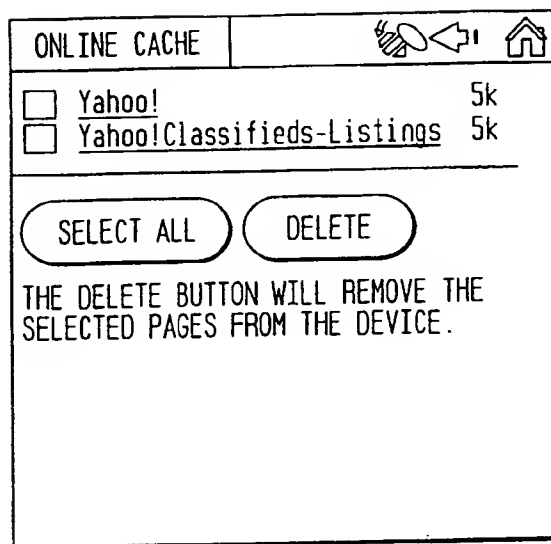 ONLINE CACHE
Yahoo! 5k
Yahoo!Classifieds-Listings 5k
SELECT ALL DELETE
THE DELETE BUTTON WILL REMOVE THE
SELECTED PAGES FROM THE DEVICE.